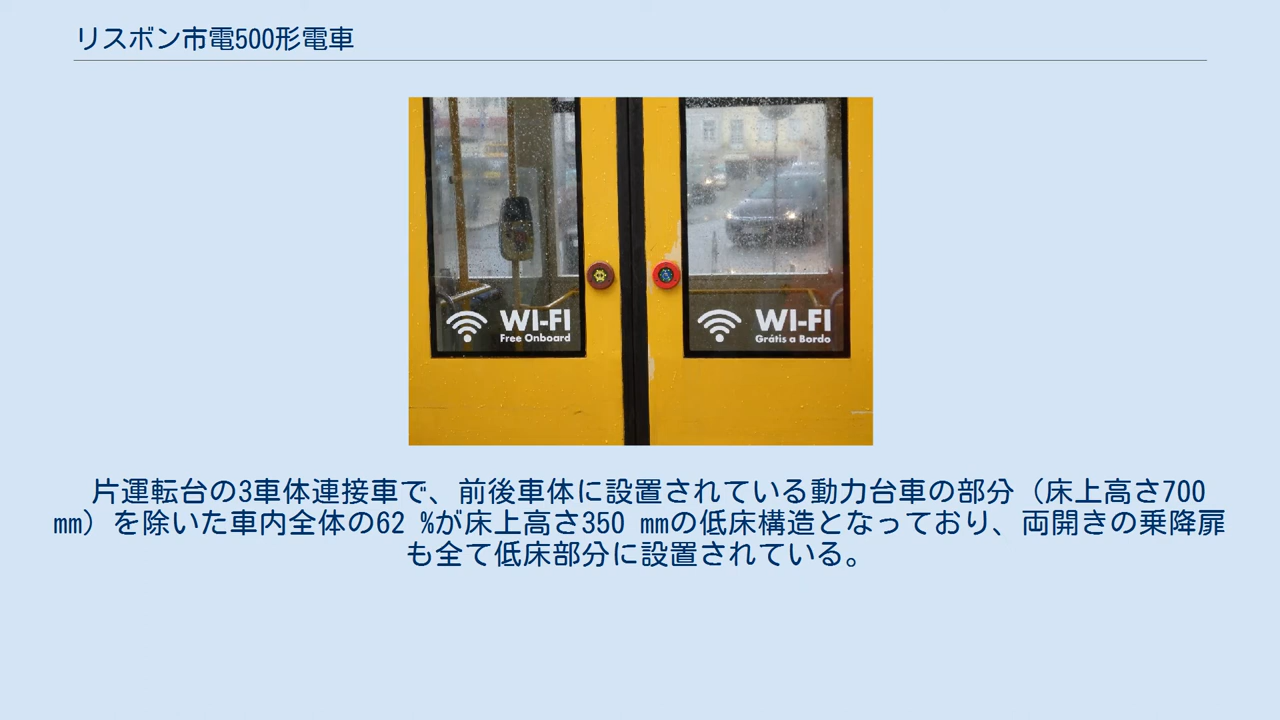 リスボン市電500形電車
WI-FI
Free Onboard
WI-FI
Grátis a Bordo
片運転台の3車体連接車で、前後車体に設置されている動力台車の部分（床上高さ700
mm）を除いた車内全体の62 %が床上高さ350 mmの低床構造となっており、両開きの乗降扉
も全て低床部分に設置されている。